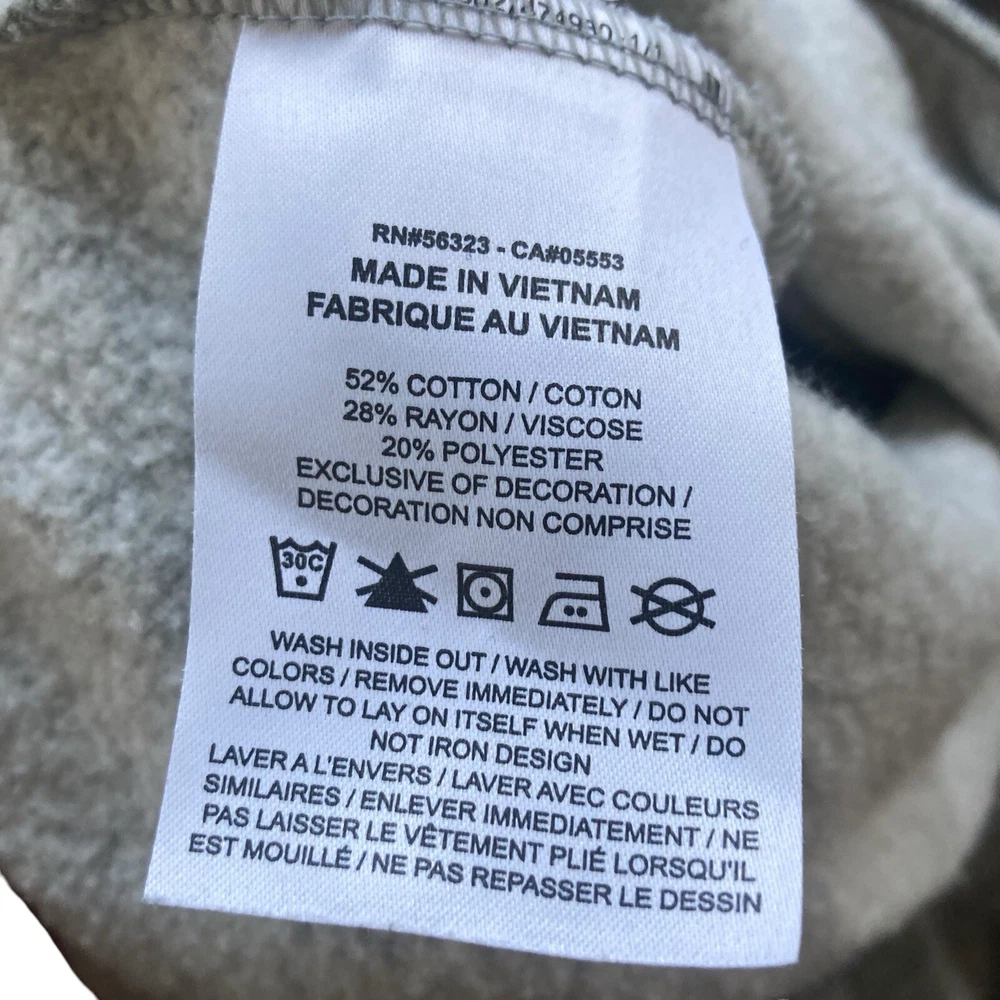 RN#56323 - CA#05553
MADE IN VIETNAM
FABRIQUE AU VIETNAM
52% COTTON / COTON
28% RAYON / VISCOSE
20% POLYESTER
EXCLUSIVE OF DECORATION /
DECORATION NON COMPRISE
30C
WASH INSIDE OUT / WASH WITH LIKE
COLORS / REMOVE IMMEDIATELY / DO NOT
ALLOW TO LAY ON ITSELF WHEN WET / DO
NOT IRON DESIGN
LAVER A L'ENVERS / LAVER AVEC COULEURS
SIMILAIRES / ENLEVER IMMEDIATEMENT / NE
PAS LAISSER LE VÊTEMENT PLIÉ LORSQU'IL
EST MOUILLÉ / NE PAS REPASSER LE DESSIN